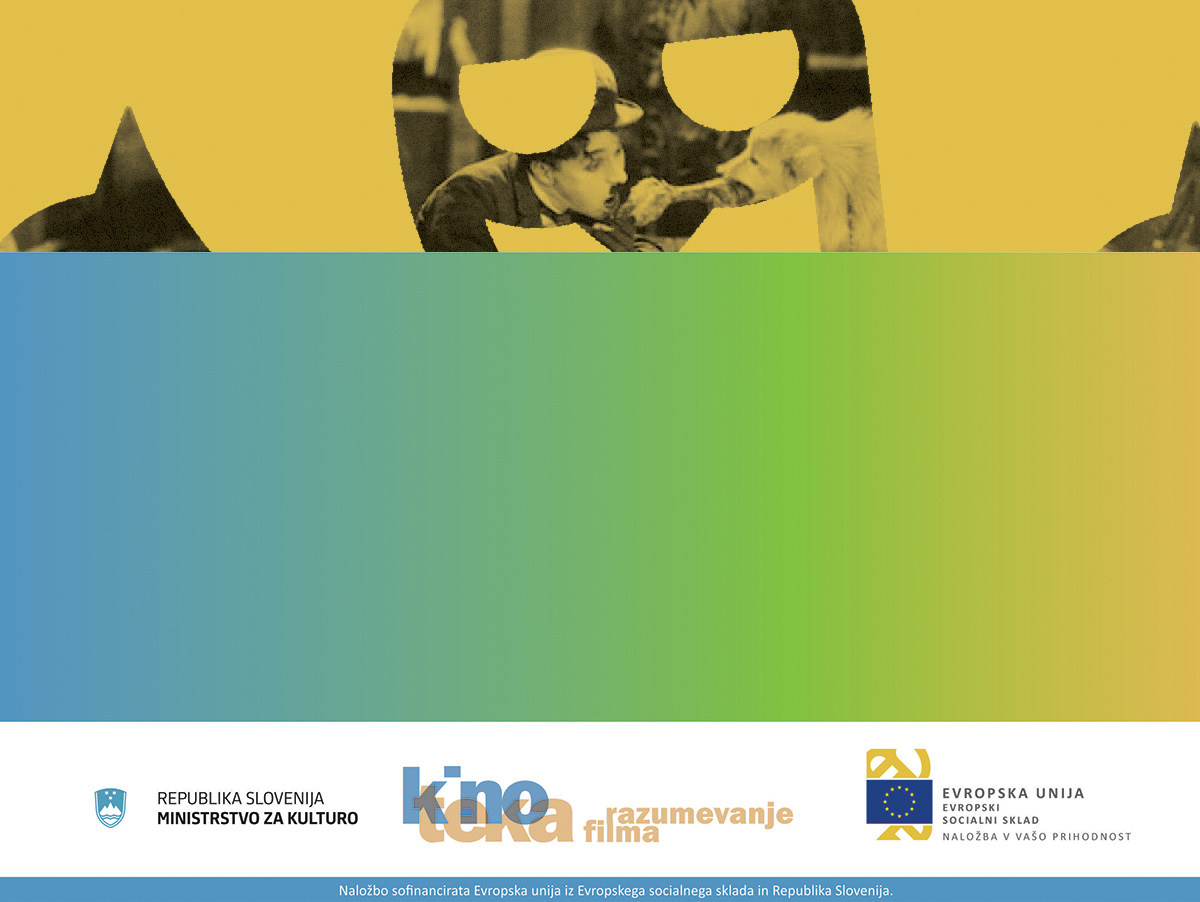 REPUBLIKA SLOVENIJA
MINISTRSTVO ZA KULTURO
kino
teka
razumevanje
filma
EVROPSKA UNIJA
EVROPSKI
SOCIALNI SKLAD
NALOŽBA V VAŠO PRIHODNOST
Naložbo sofinancirata Evropska unija iz Evropskega socialnega sklada in Republika Slovenija.